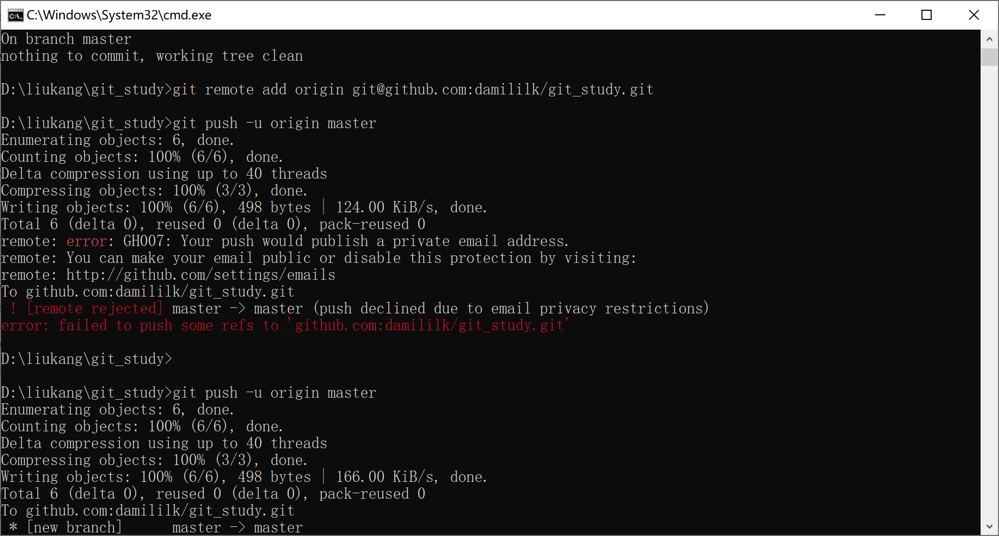 C:\Windows\System32\cmd.exe
On branch master
nothing to commit, working tree clean
D:\liukang\git_study>git remote add origin git@github.com:damililk/git_study.git
D:\liukang\git_study>git push -u origin master
Enumerating objects: 6, done.
Counting objects: 100% (6/6), done.
Delta compression using up to 40 threads
Compressing objects: 100% (3/3), done.
Writing objects: 100% (6/6), 498 bytes | 124.00 KiB/s, done.
Total 6 (delta 0), reused 0 (delta 0), pack-reused 0
remote: error: GH007: Your push would publish a private email address.
remote: You can make your email public or disable this protection by visiting:
remote: http://github.com/settings/emails
To github.com:damililk/git_study.git
 ! [remote rejected] master -> master (push declined due to email privacy restrictions)
error: failed to push some refs to 'github.com:damililk/git_study.git'
D:\liukang\git_study>
D:\liukang\git_study>git push -u origin master
Enumerating objects: 6, done.
Counting objects: 100% (6/6), done.
Delta compression using up to 40 threads
Compressing objects: 100% (3/3), done.
Writing objects: 100% (6/6), 498 bytes | 166.00 KiB/s, done.
Total 6 (delta 0), reused 0 (delta 0), pack-reused 0
To github.com:damililk/git_study.git
 * [new branch]      master -> master